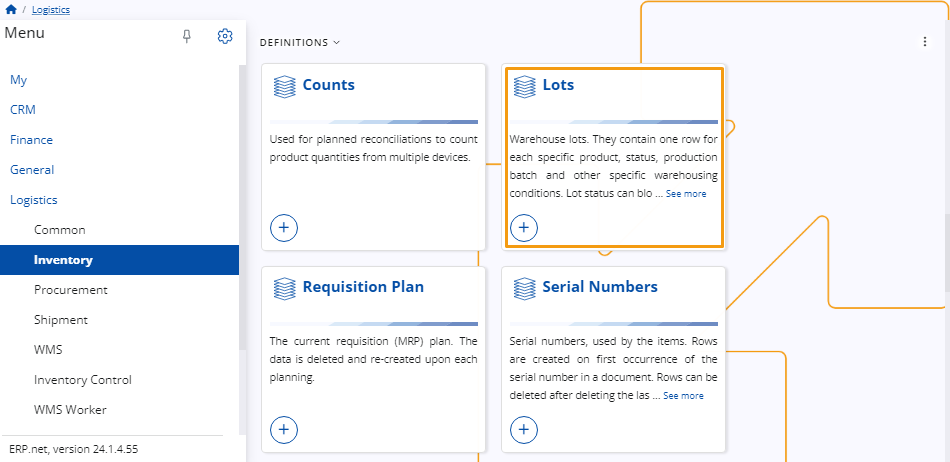 / Logistics
Menu
My
CRM
Finance
General
Logistics
Common
Inventory
Procurement
Shipment
WMS
Inventory Control
WMS Worker
ERP.net, version 24.1.4.55
DEFINITIONS
Counts
Used for planned reconciliations to count
product quantities from multiple devices.
Lots
Warehouse lots. They contain one row for
each specific product, status, production
batch and other specific warehousing
conditions. Lot status can blo ... See more
Requisition Plan
The current requisition (MRP) plan. The
data is deleted and re-created upon each
planning.
Serial Numbers
Serial numbers, used by the items. Rows
are created on first occurrence of the
serial number in a document. Rows can be
deleted after deleting the las ... See more